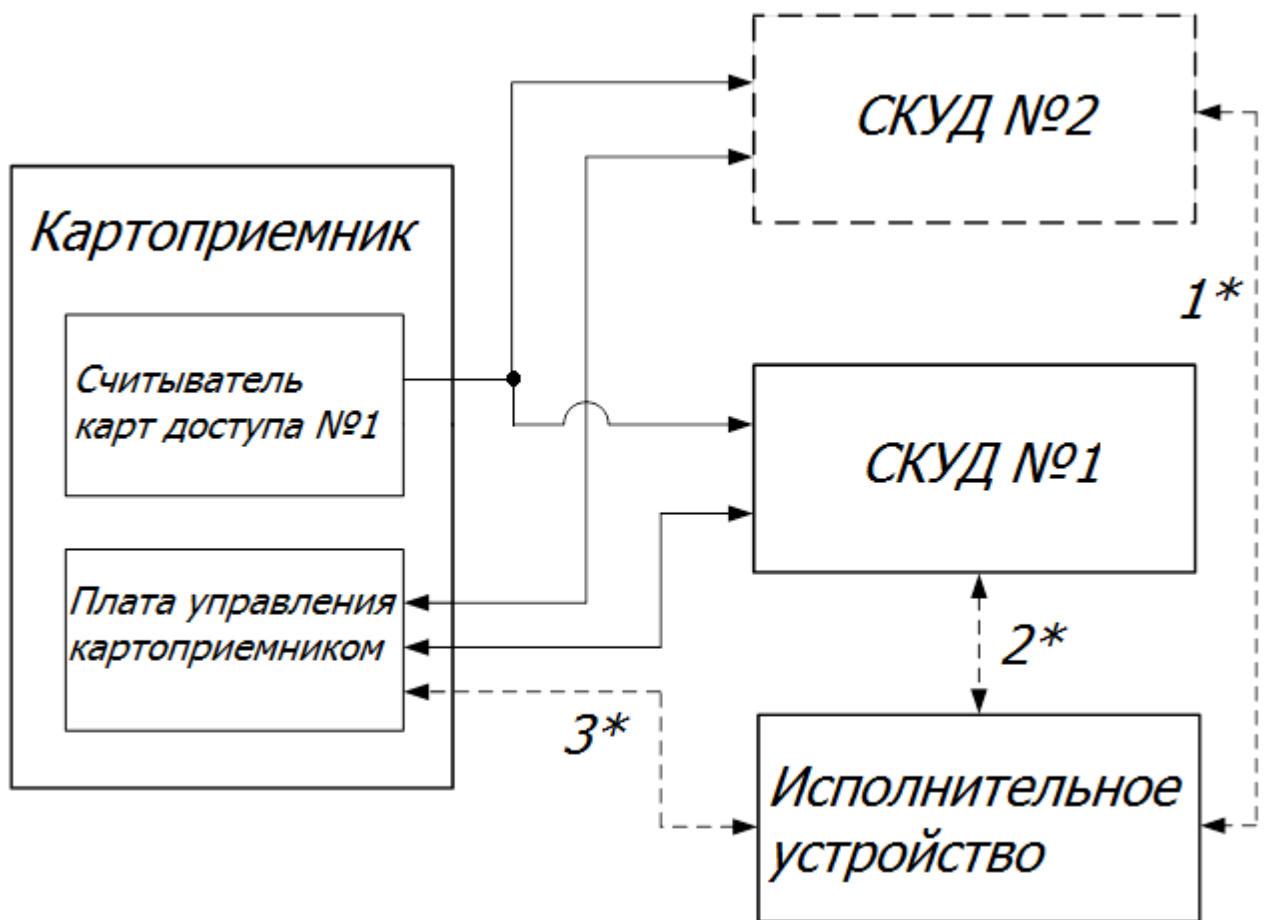 СКУД №2
Картоприемник
1*
Считыватель
карт доступа №1
СКУД №1
Плата управления
картоприемником
2*
3*
Исполнительное
устройство